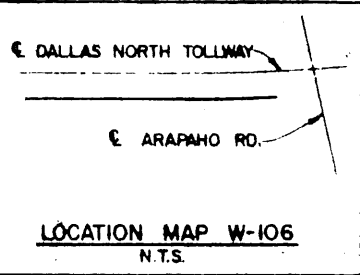 ℄ DALLAS NORTH TOLLWAY
℄ ARAPAHO RD.
LOCATION MAP W-106
N.T.S.